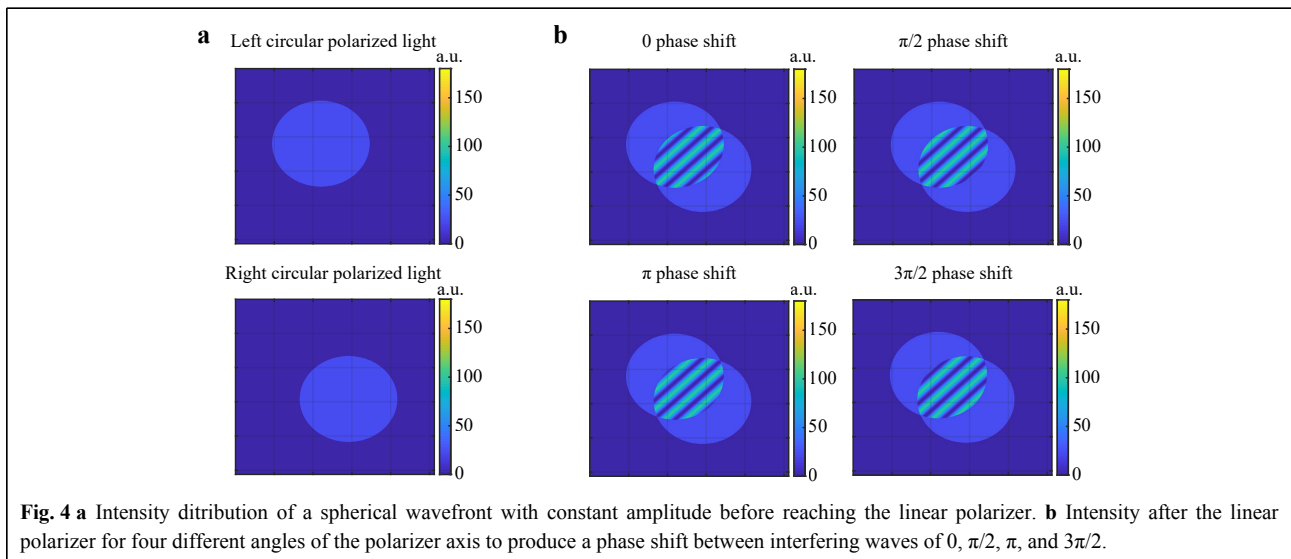 a
Left circular polarized light
a.u.
150
100
50
0
Right circular polarized light
a.u.
150
100
50
0
b
0 phase shift
a.u.
150
100
50
0
π/2 phase shift
a.u.
150
100
50
0
π phase shift
a.u.
150
100
50
0
3π/2 phase shift
a.u.
150
100
50
0
Fig. 4 a Intensity ditribution of a spherical wavefront with constant amplitude before reaching the linear polarizer. b Intensity after the linear
polarizer for four different angles of the polarizer axis to produce a phase shift between interfering waves of 0, π/2, π, and 3π/2.